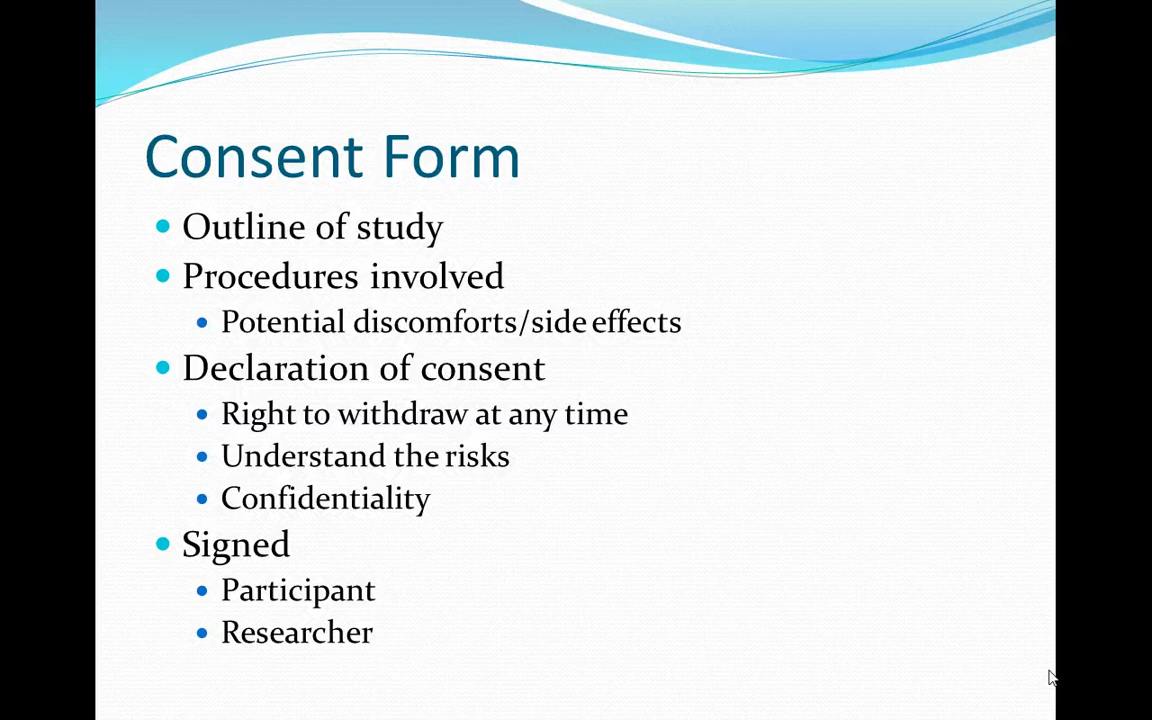 Consent Form
Outline of study
Procedures involved
Potential discomforts/side effects
Declaration of consent
Right to withdraw at any time
Understand the risks
Confidentiality
Signed
Participant
Researcher